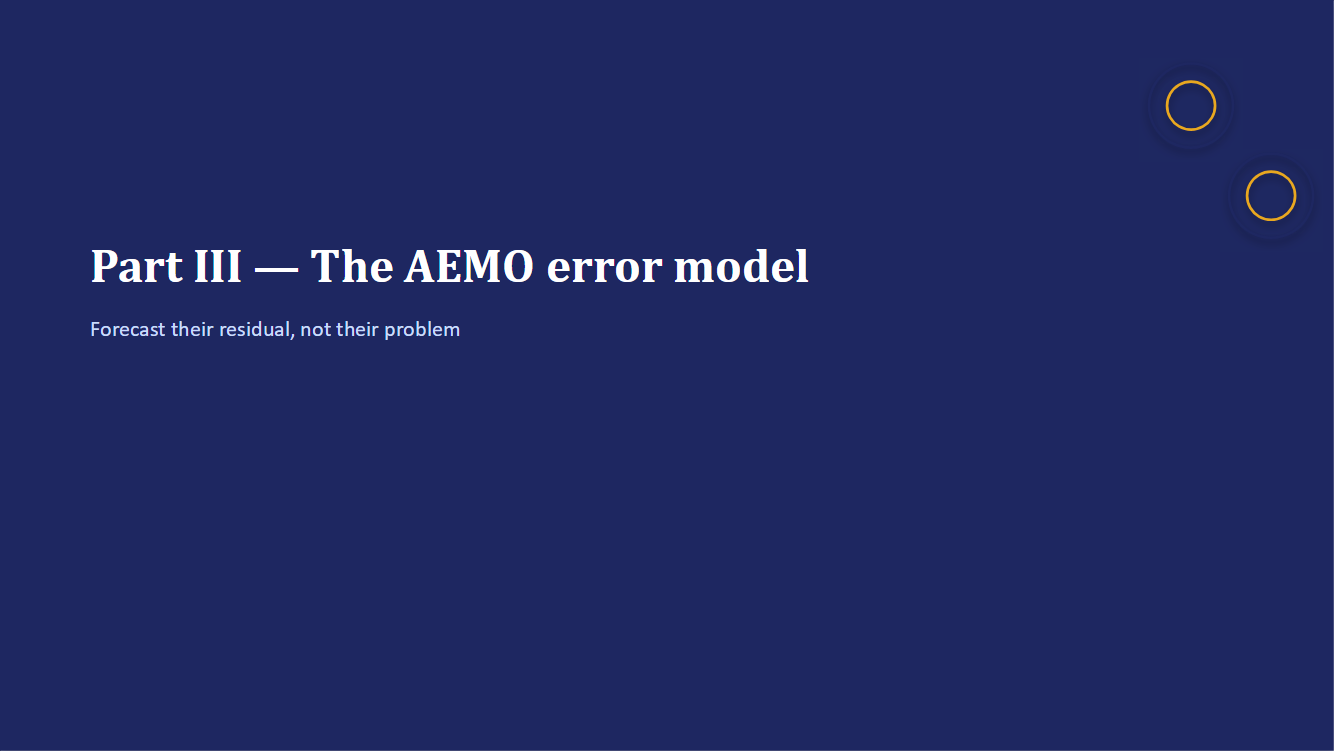 Part III — The AEMO error model
Forecast their residual, not their problem